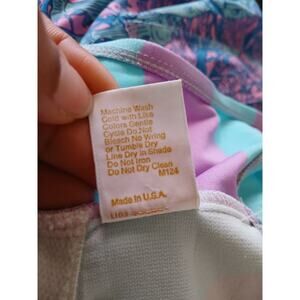 Machine Wash
Cold with Like
Colors Gentle
Cycle Do Not
Bleach No Wring
or Tumble Dry
Line Dry in Shade
Do Not Iron
Do Not Dry Clean
M124
Made in U.S.A.